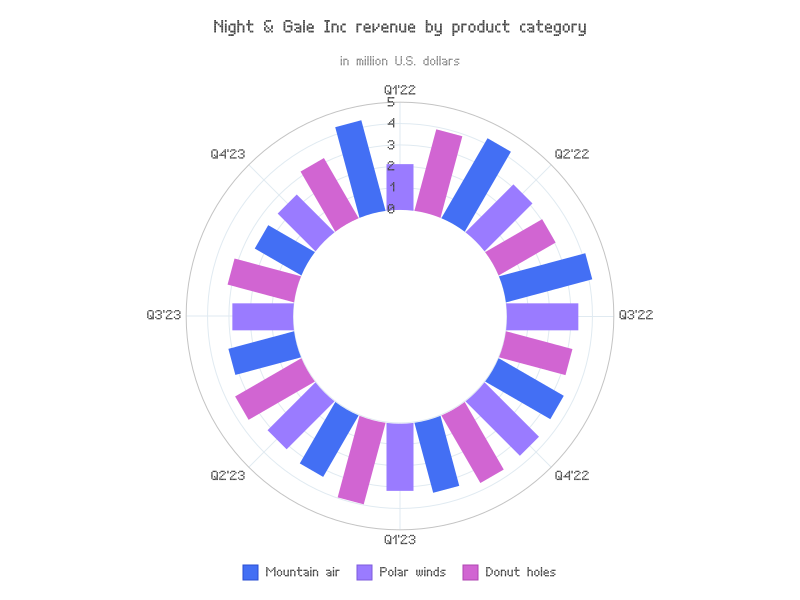 Night & Gale Inc revenue by product category
in million U.S. dollars
Q1'22
5
4
3
2
1
0
Q2'22
Q3'22
Q4'22
Q1'23
Q2'23
Q3'23
Q4'23
Mountain air
Polar winds
Donut holes